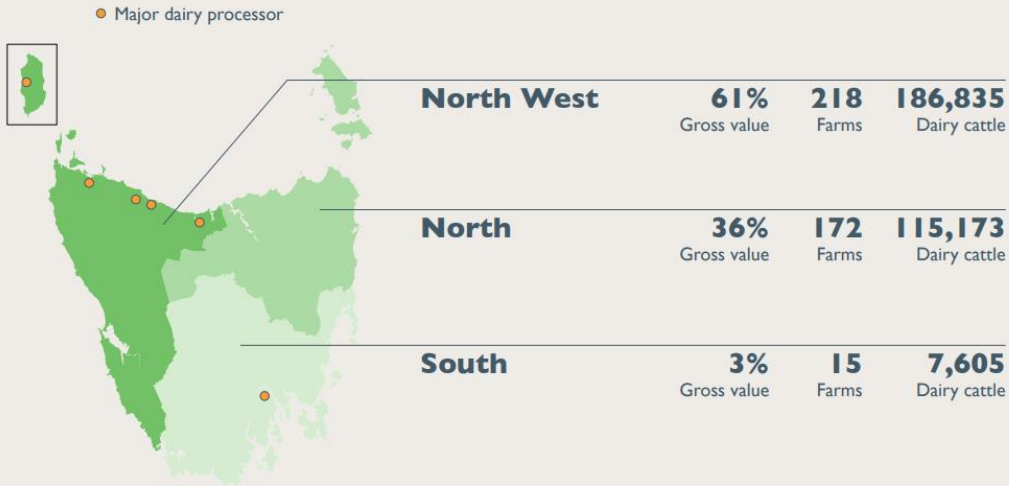 Major dairy processor
North West 61% 218 186,835
Gross value Farms Dairy cattle
North 36% 172 115,173
Gross value Farms Dairy cattle
South 3% 15 7,605
Gross value Farms Dairy cattle